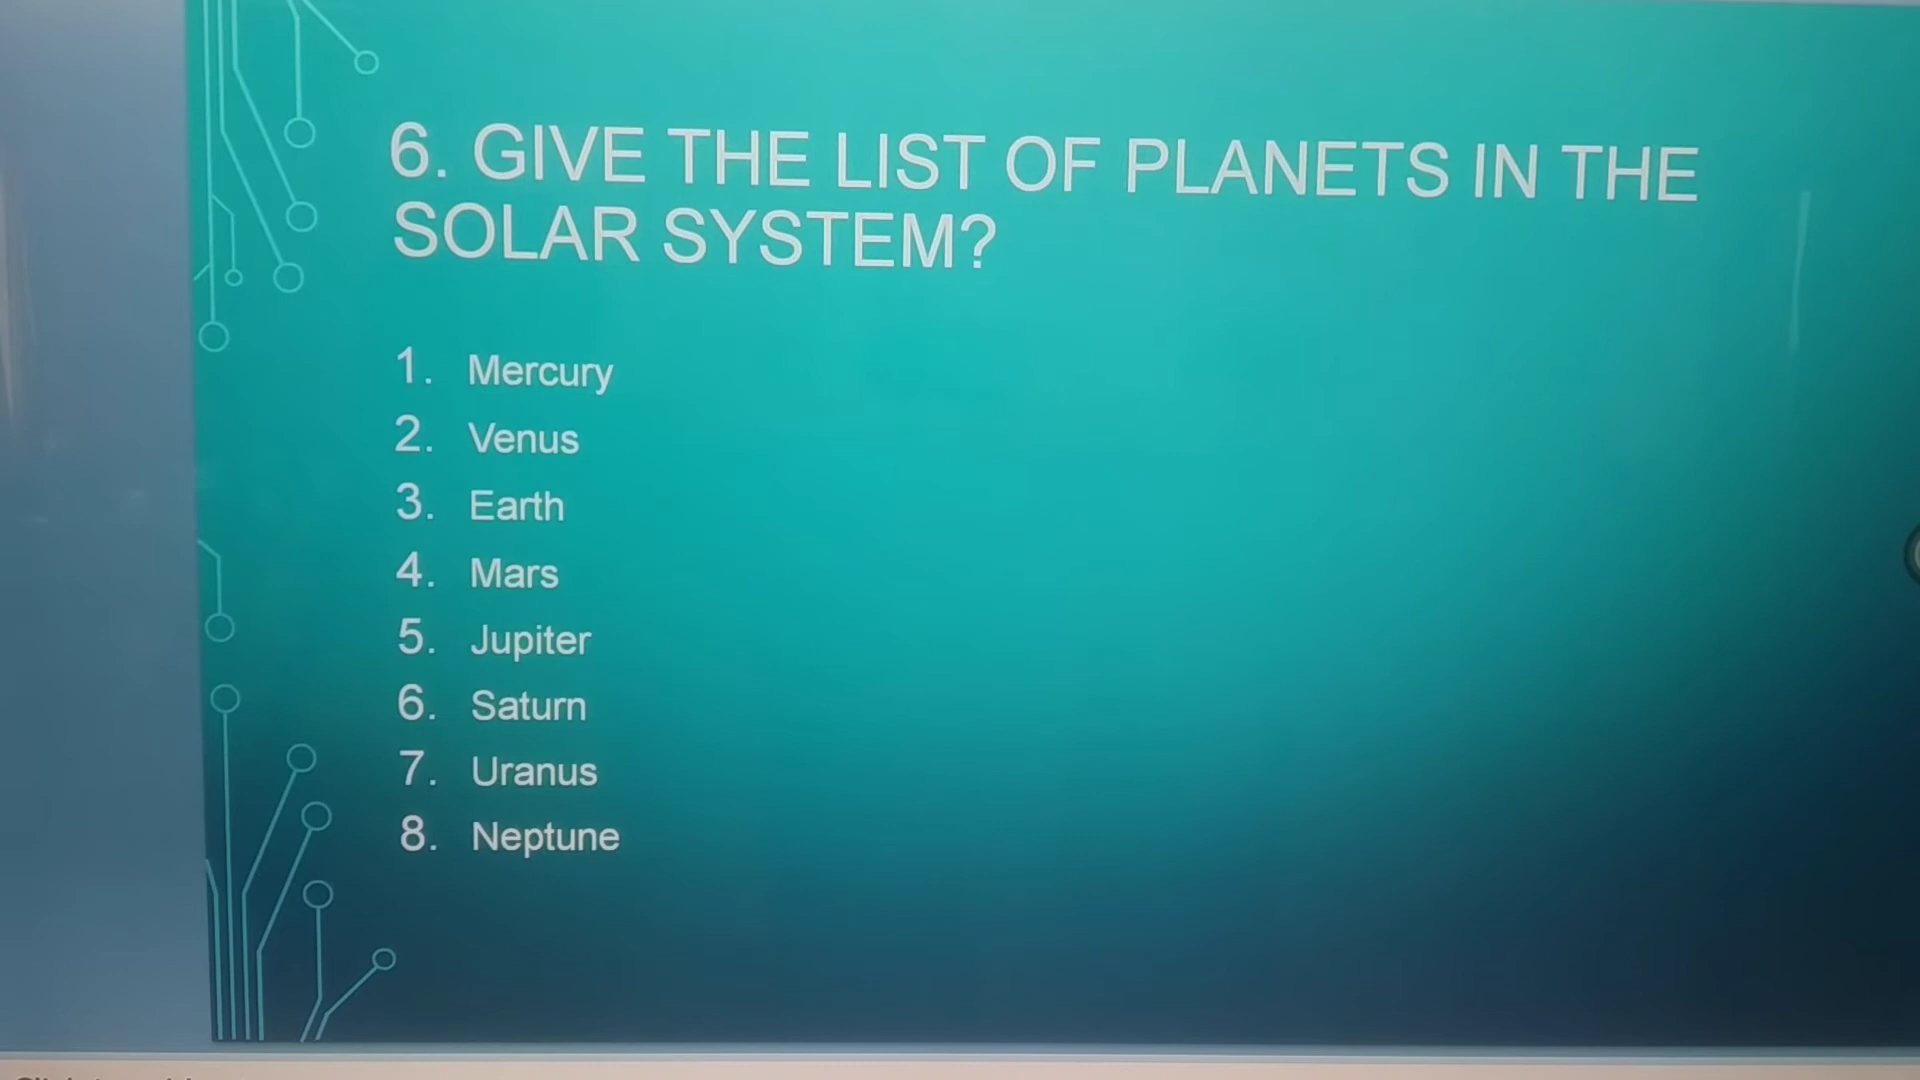 6. GIVE THE LIST OF PLANETS IN THE
SOLAR SYSTEM?
1. Mercury
2. Venus
3. Earth
4. Mars
5. Jupiter
6. Saturn
7. Uranus
8. Neptune